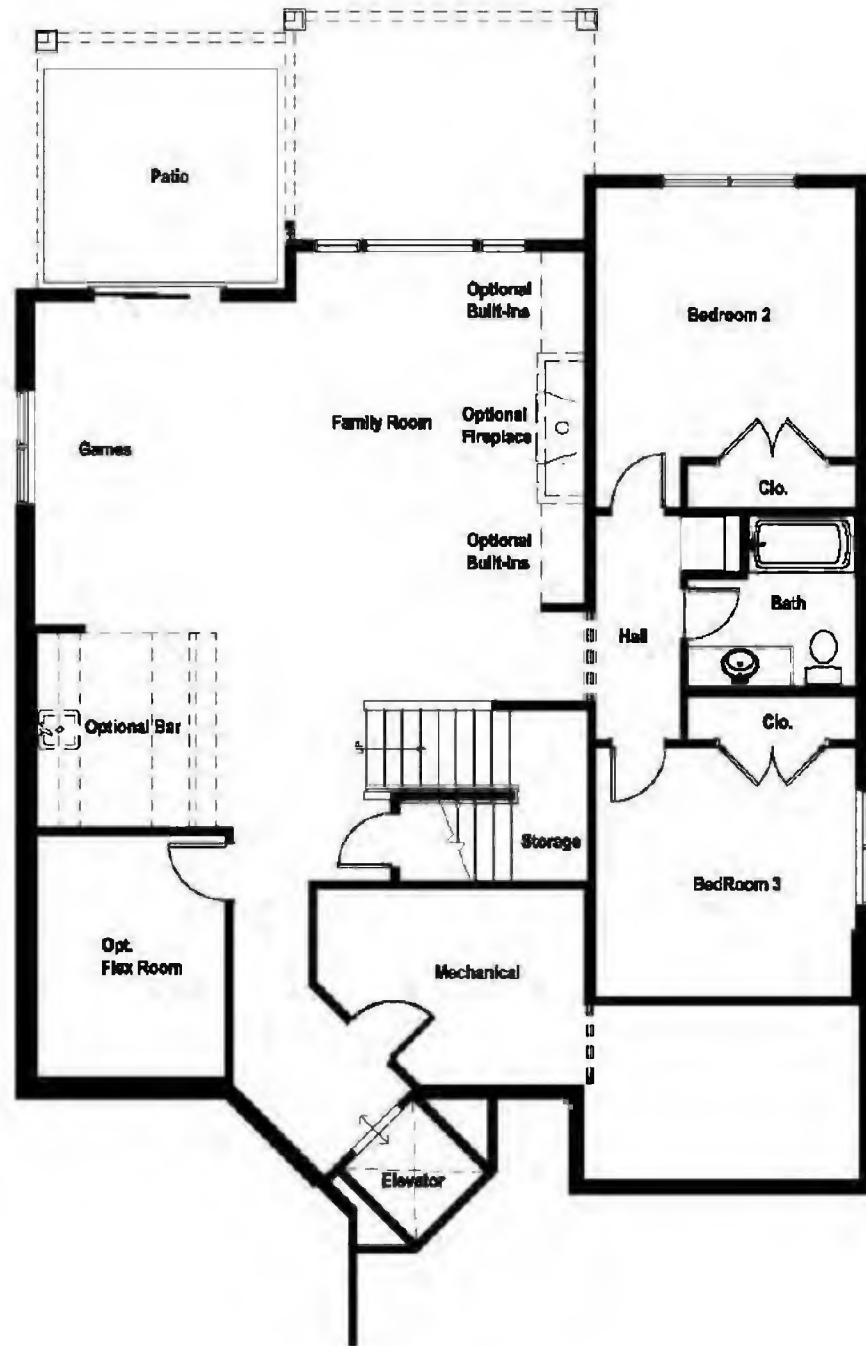 Patio
Optional
Built-Ins
Bedroom 2
Family Room
Optional
Fireplace
Games
Clo.
Optional
Built-Ins
Bath
Hall
Clo.
Optional Bar
UP
Storage
BedRoom 3
Opt.
Flex Room
Mechanical
Elevator